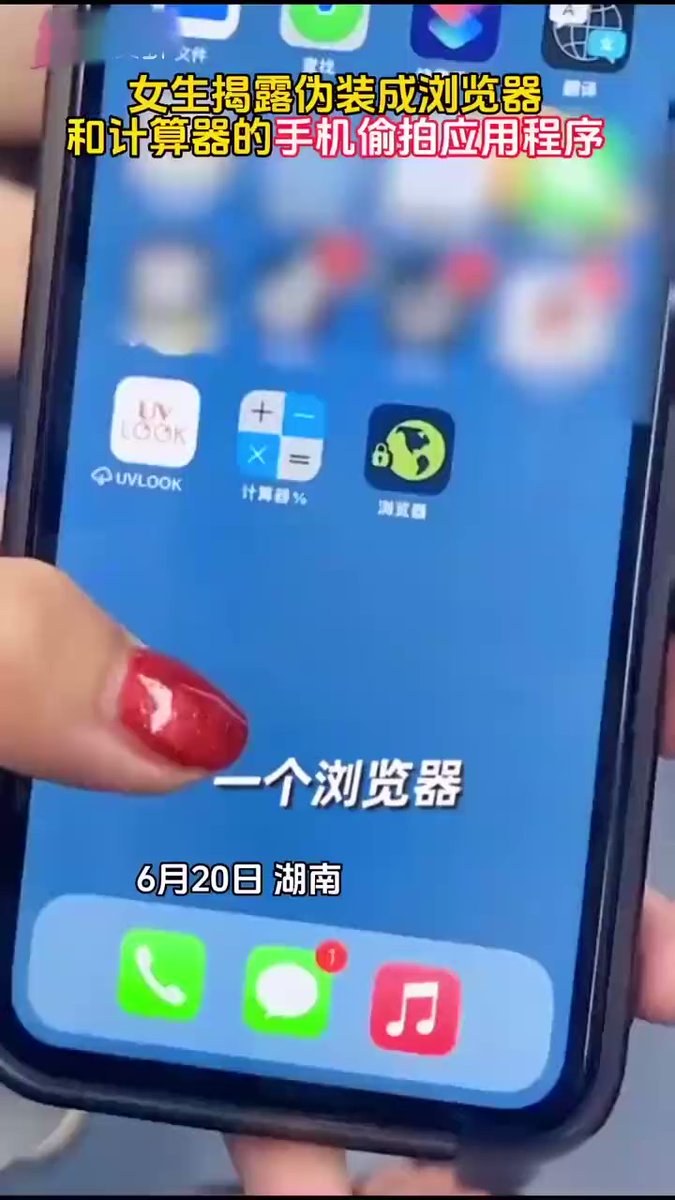 文件
查找
翻译
女生揭露伪装成浏览器
和计算器的手机偷拍应用程序
UV
LOOK
UVLOOK
计算器%
浏览器
一个浏览器
6月20日 湖南
1